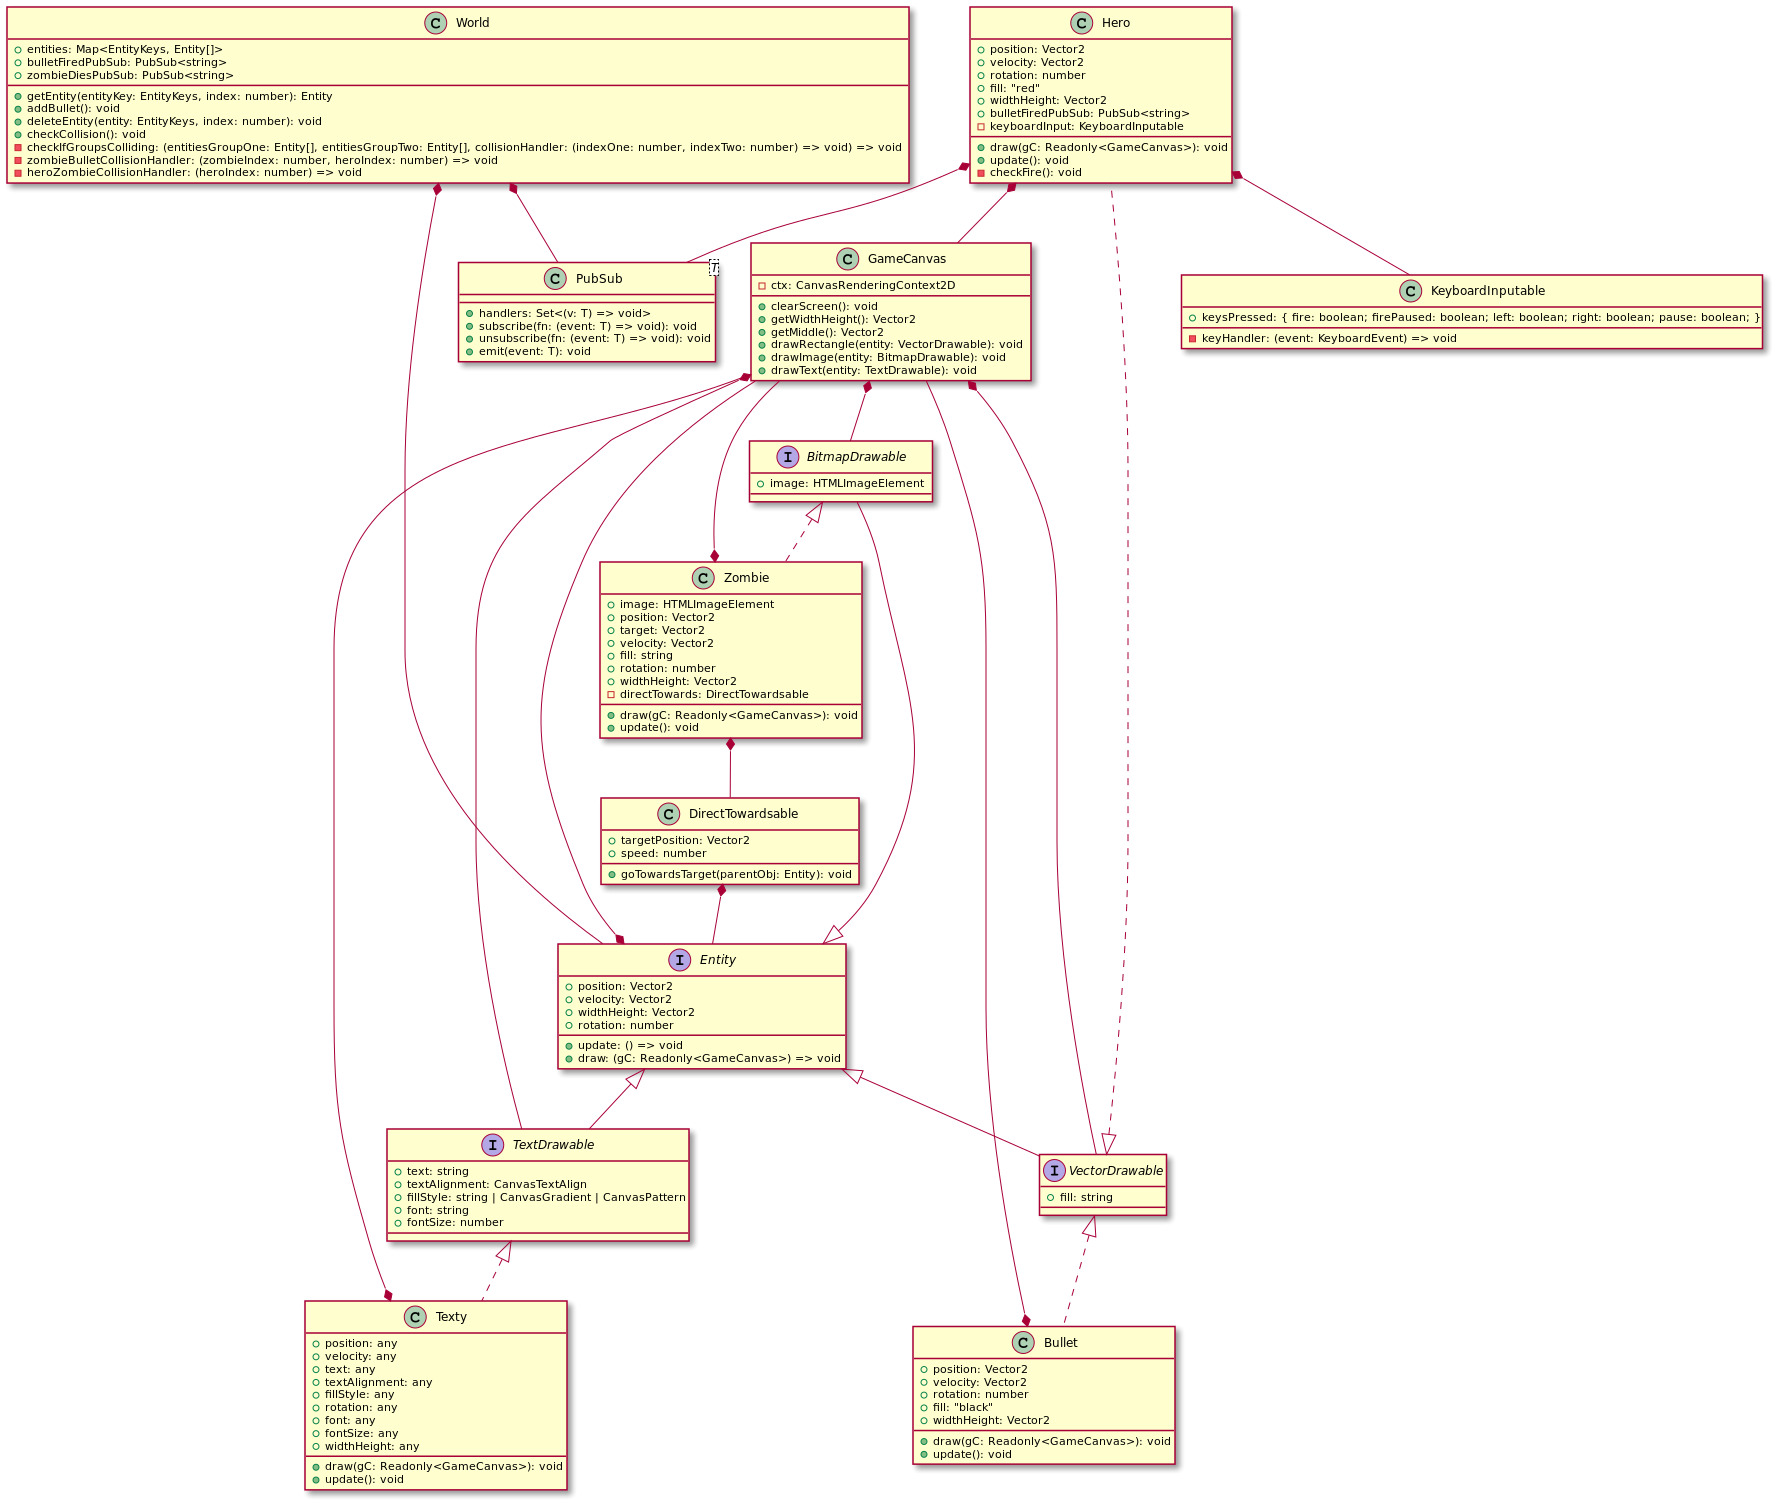 C World
entities: Map<EntityKeys, Entity[]>
bulletFiredPubSub: PubSub<string>
zombieDiesPubSub: PubSub<string>
getEntity(entityKey: EntityKeys, index: number): Entity
addBullet(): void
deleteEntity(entity: EntityKeys, index: number): void
checkCollision(): void
checkIfGroupsColliding: (entitiesGroupOne: Entity[], entitiesGroupTwo: Entity[], collisionHandler: (indexOne: number, indexTwo: number) => void) => void
zombieBulletCollisionHandler: (zombieIndex: number, heroIndex: number) => void
heroZombieCollisionHandler: (heroIndex: number) => void
C Hero
position: Vector2
velocity: Vector2
rotation: number
fill: "red"
widthHeight: Vector2
bulletFiredPubSub: PubSub<string>
keyboardInput: KeyboardInputable
draw(gC: Readonly<GameCanvas>): void
update(): void
checkFire(): void
C PubSub
T
handlers: Set<(v: T) => void>
subscribe(fn: (event: T) => void): void
unsubscribe(fn: (event: T) => void): void
emit(event: T): void
C GameCanvas
ctx: CanvasRenderingContext2D
clearScreen(): void
getWidthHeight(): Vector2
getMiddle(): Vector2
drawRectangle(entity: VectorDrawable): void
drawImage(entity: BitmapDrawable): void
drawText(entity: TextDrawable): void
C KeyboardInputable
keysPressed: { fire: boolean; firePaused: boolean; left: boolean; right: boolean; pause: boolean; }
keyHandler: (event: KeyboardEvent) => void
I BitmapDrawable
image: HTMLImageElement
C Zombie
image: HTMLImageElement
position: Vector2
target: Vector2
velocity: Vector2
fill: string
rotation: number
widthHeight: Vector2
directTowards: DirectTowardsable
draw(gC: Readonly<GameCanvas>): void
update(): void
C DirectTowardsable
targetPosition: Vector2
speed: number
goTowardsTarget(parentObj: Entity): void
I Entity
position: Vector2
velocity: Vector2
widthHeight: Vector2
rotation: number
update: () => void
draw: (gC: Readonly<GameCanvas>) => void
I TextDrawable
text: string
textAlignment: CanvasTextAlign
fillStyle: string | CanvasGradient | CanvasPattern
font: string
fontSize: number
I VectorDrawable
fill: string
C Texty
position: any
velocity: any
text: any
textAlignment: any
fillStyle: any
rotation: any
font: any
fontSize: any
widthHeight: any
draw(gC: Readonly<GameCanvas>): void
update(): void
C Bullet
position: Vector2
velocity: Vector2
rotation: number
fill: "black"
widthHeight: Vector2
draw(gC: Readonly<GameCanvas>): void
update(): void